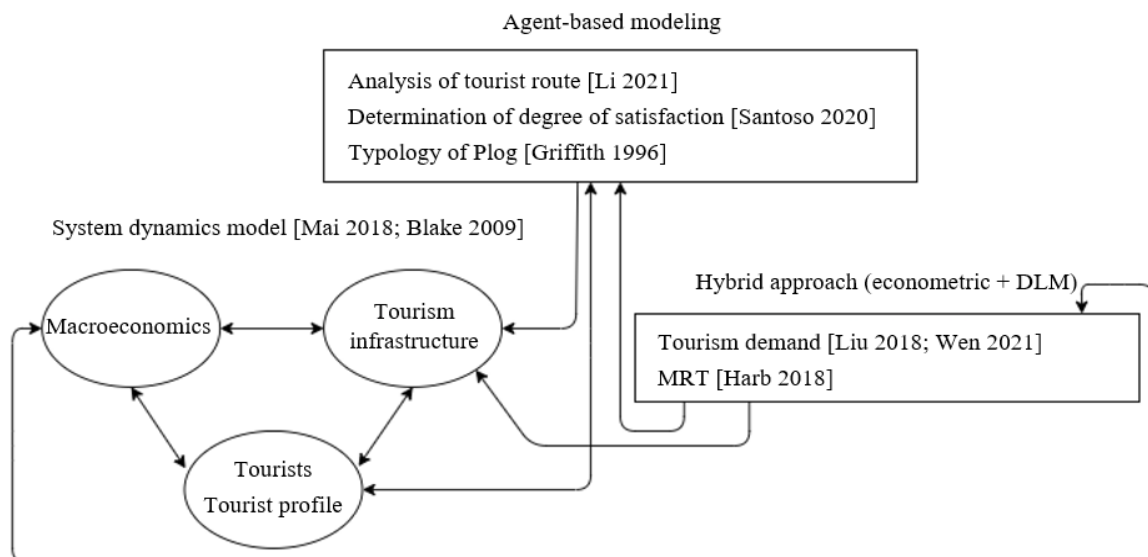 Agent-based modeling
Analysis of tourist route [Li 2021]
Determination of degree of satisfaction [Santoso 2020]
Typology of Plog [Griffith 1996]
System dynamics model [Mai 2018; Blake 2009]
Macroeconomics
Tourism
infrastructure
Tourists
Tourist profile
Hybrid approach (econometric + DLM)
Tourism demand [Liu 2018; Wen 2021]
MRT [Harb 2018]